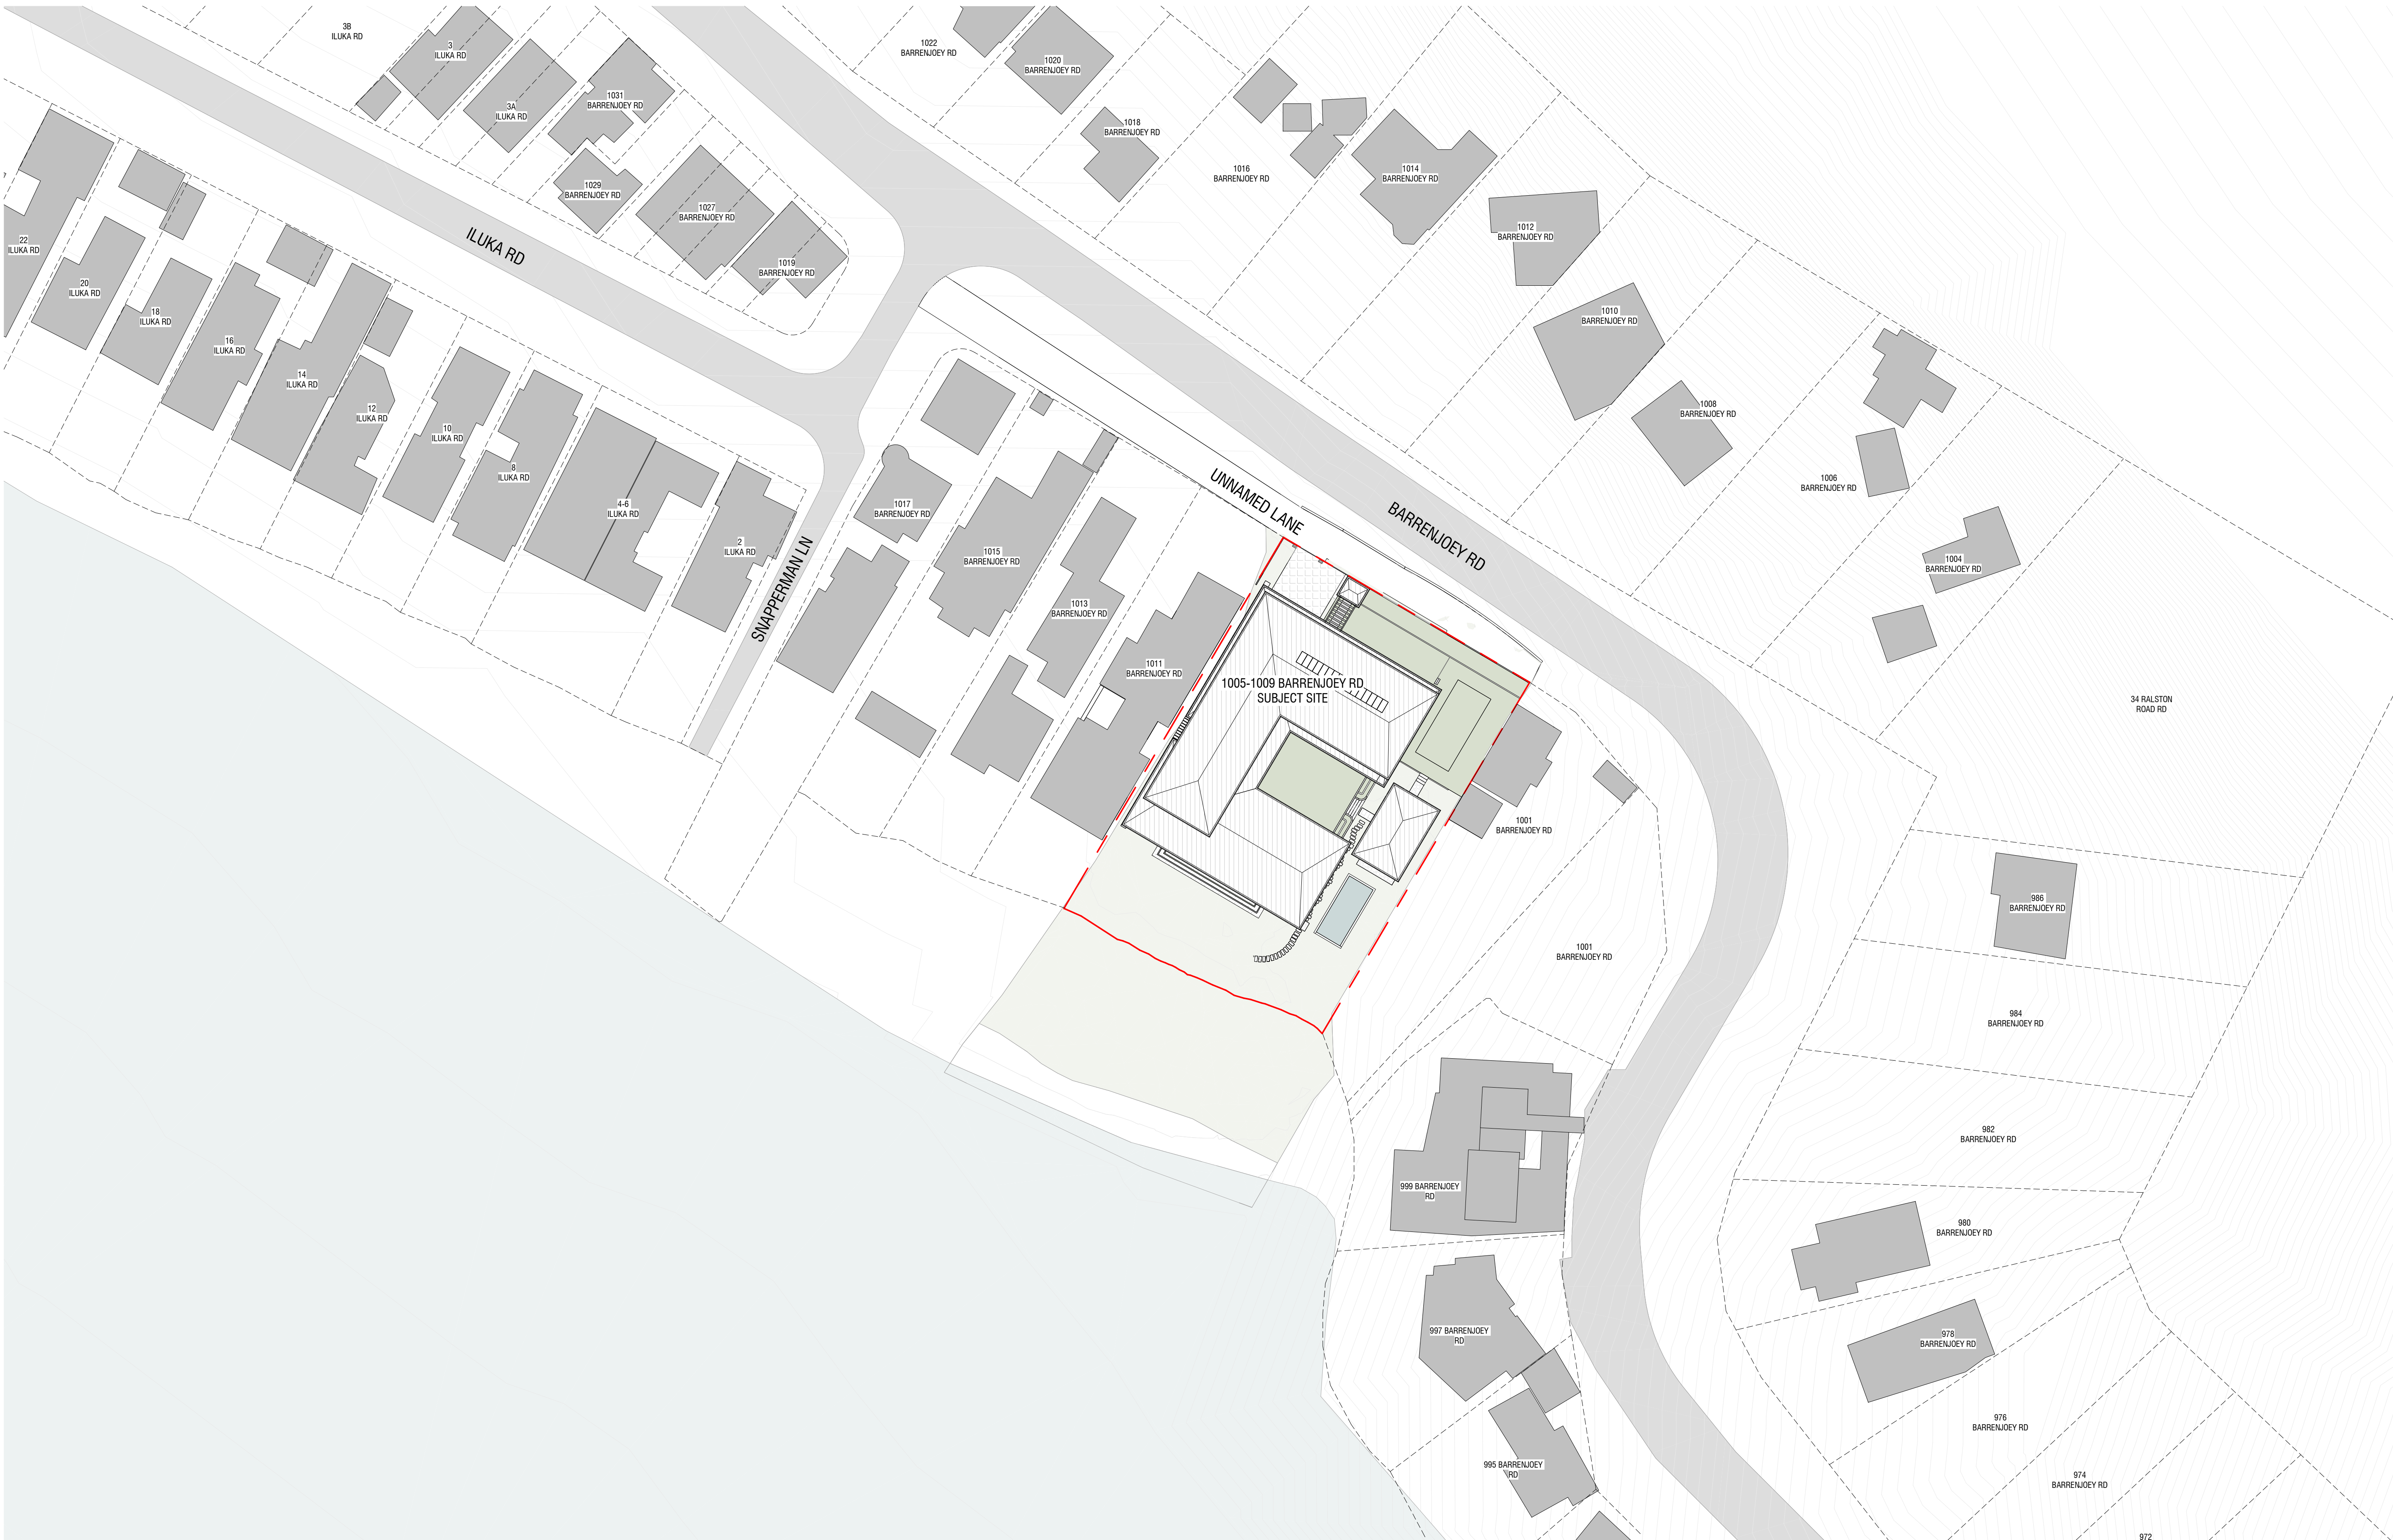 3B
ILUKA RD
3
ILUKA RD
3A
ILUKA RD
1031
BARRENJOEY RD
1029
BARRENJOEY RD
1027
BARRENJOEY RD
1019
BARRENJOEY RD
1022
BARRENJOEY RD
1020
BARRENJOEY RD
1018
BARRENJOEY RD
1016
BARRENJOEY RD
1014
BARRENJOEY RD
1012
BARRENJOEY RD
1010
BARRENJOEY RD
1008
BARRENJOEY RD
1006
BARRENJOEY RD
1004
BARRENJOEY RD
34 RALSTON
ROAD RD
ILUKA RD
22
ILUKA RD
20
ILUKA RD
18
ILUKA RD
16
ILUKA RD
14
ILUKA RD
12
ILUKA RD
10
ILUKA RD
8
ILUKA RD
4-6
ILUKA RD
2
ILUKA RD
SNAPPERMAN LN
1017
BARRENJOEY RD
1015
BARRENJOEY RD
1013
BARRENJOEY RD
1011
BARRENJOEY RD
UNNAMED LANE
BARRENJOEY RD
1005-1009 BARRENJOEY RD
SUBJECT SITE
1001
BARRENJOEY RD
1001
BARRENJOEY RD
986
BARRENJOEY RD
984
BARRENJOEY RD
982
BARRENJOEY RD
999 BARRENJOEY
RD
980
BARRENJOEY RD
997 BARRENJOEY
RD
978
BARRENJOEY RD
976
BARRENJOEY RD
995 BARRENJOEY
RD
974
BARRENJOEY RD
972